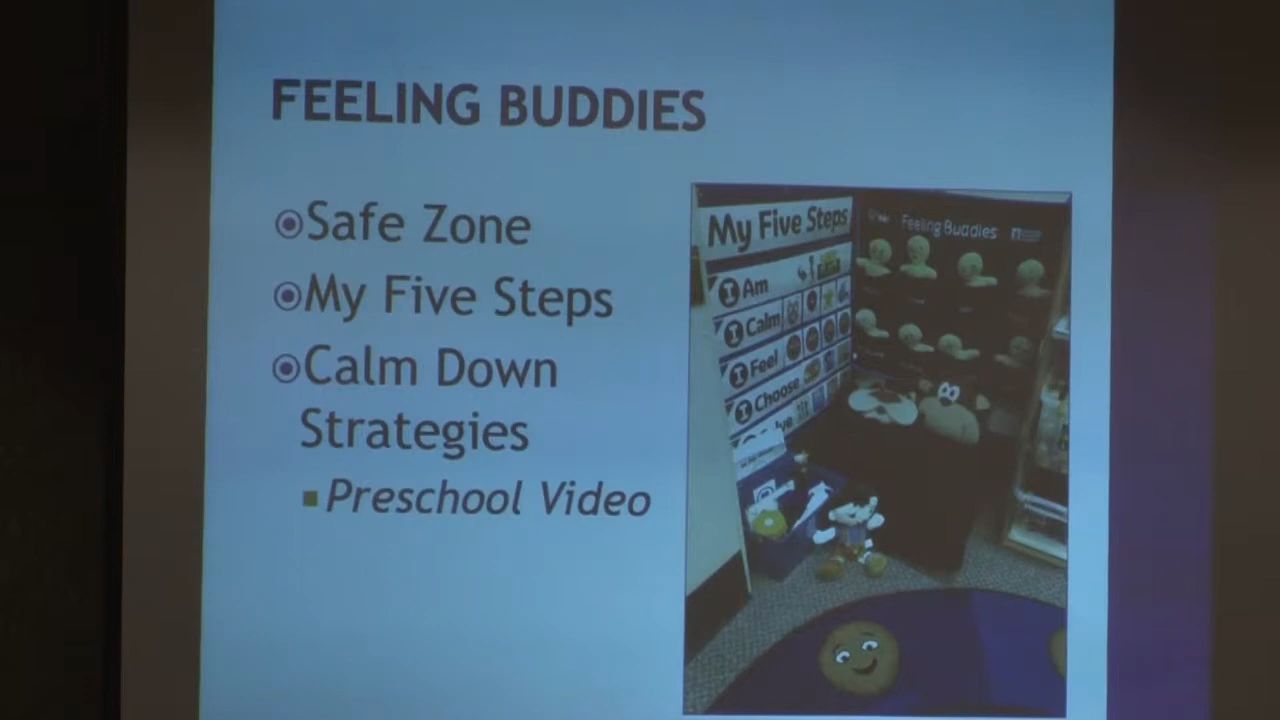 FEELING BUDDIES
Safe Zone
My Five Steps
Calm Down
Strategies
Preschool Video
My Five Steps
I Am
I Calm
I Feel
I Choose
Feeling Buddies